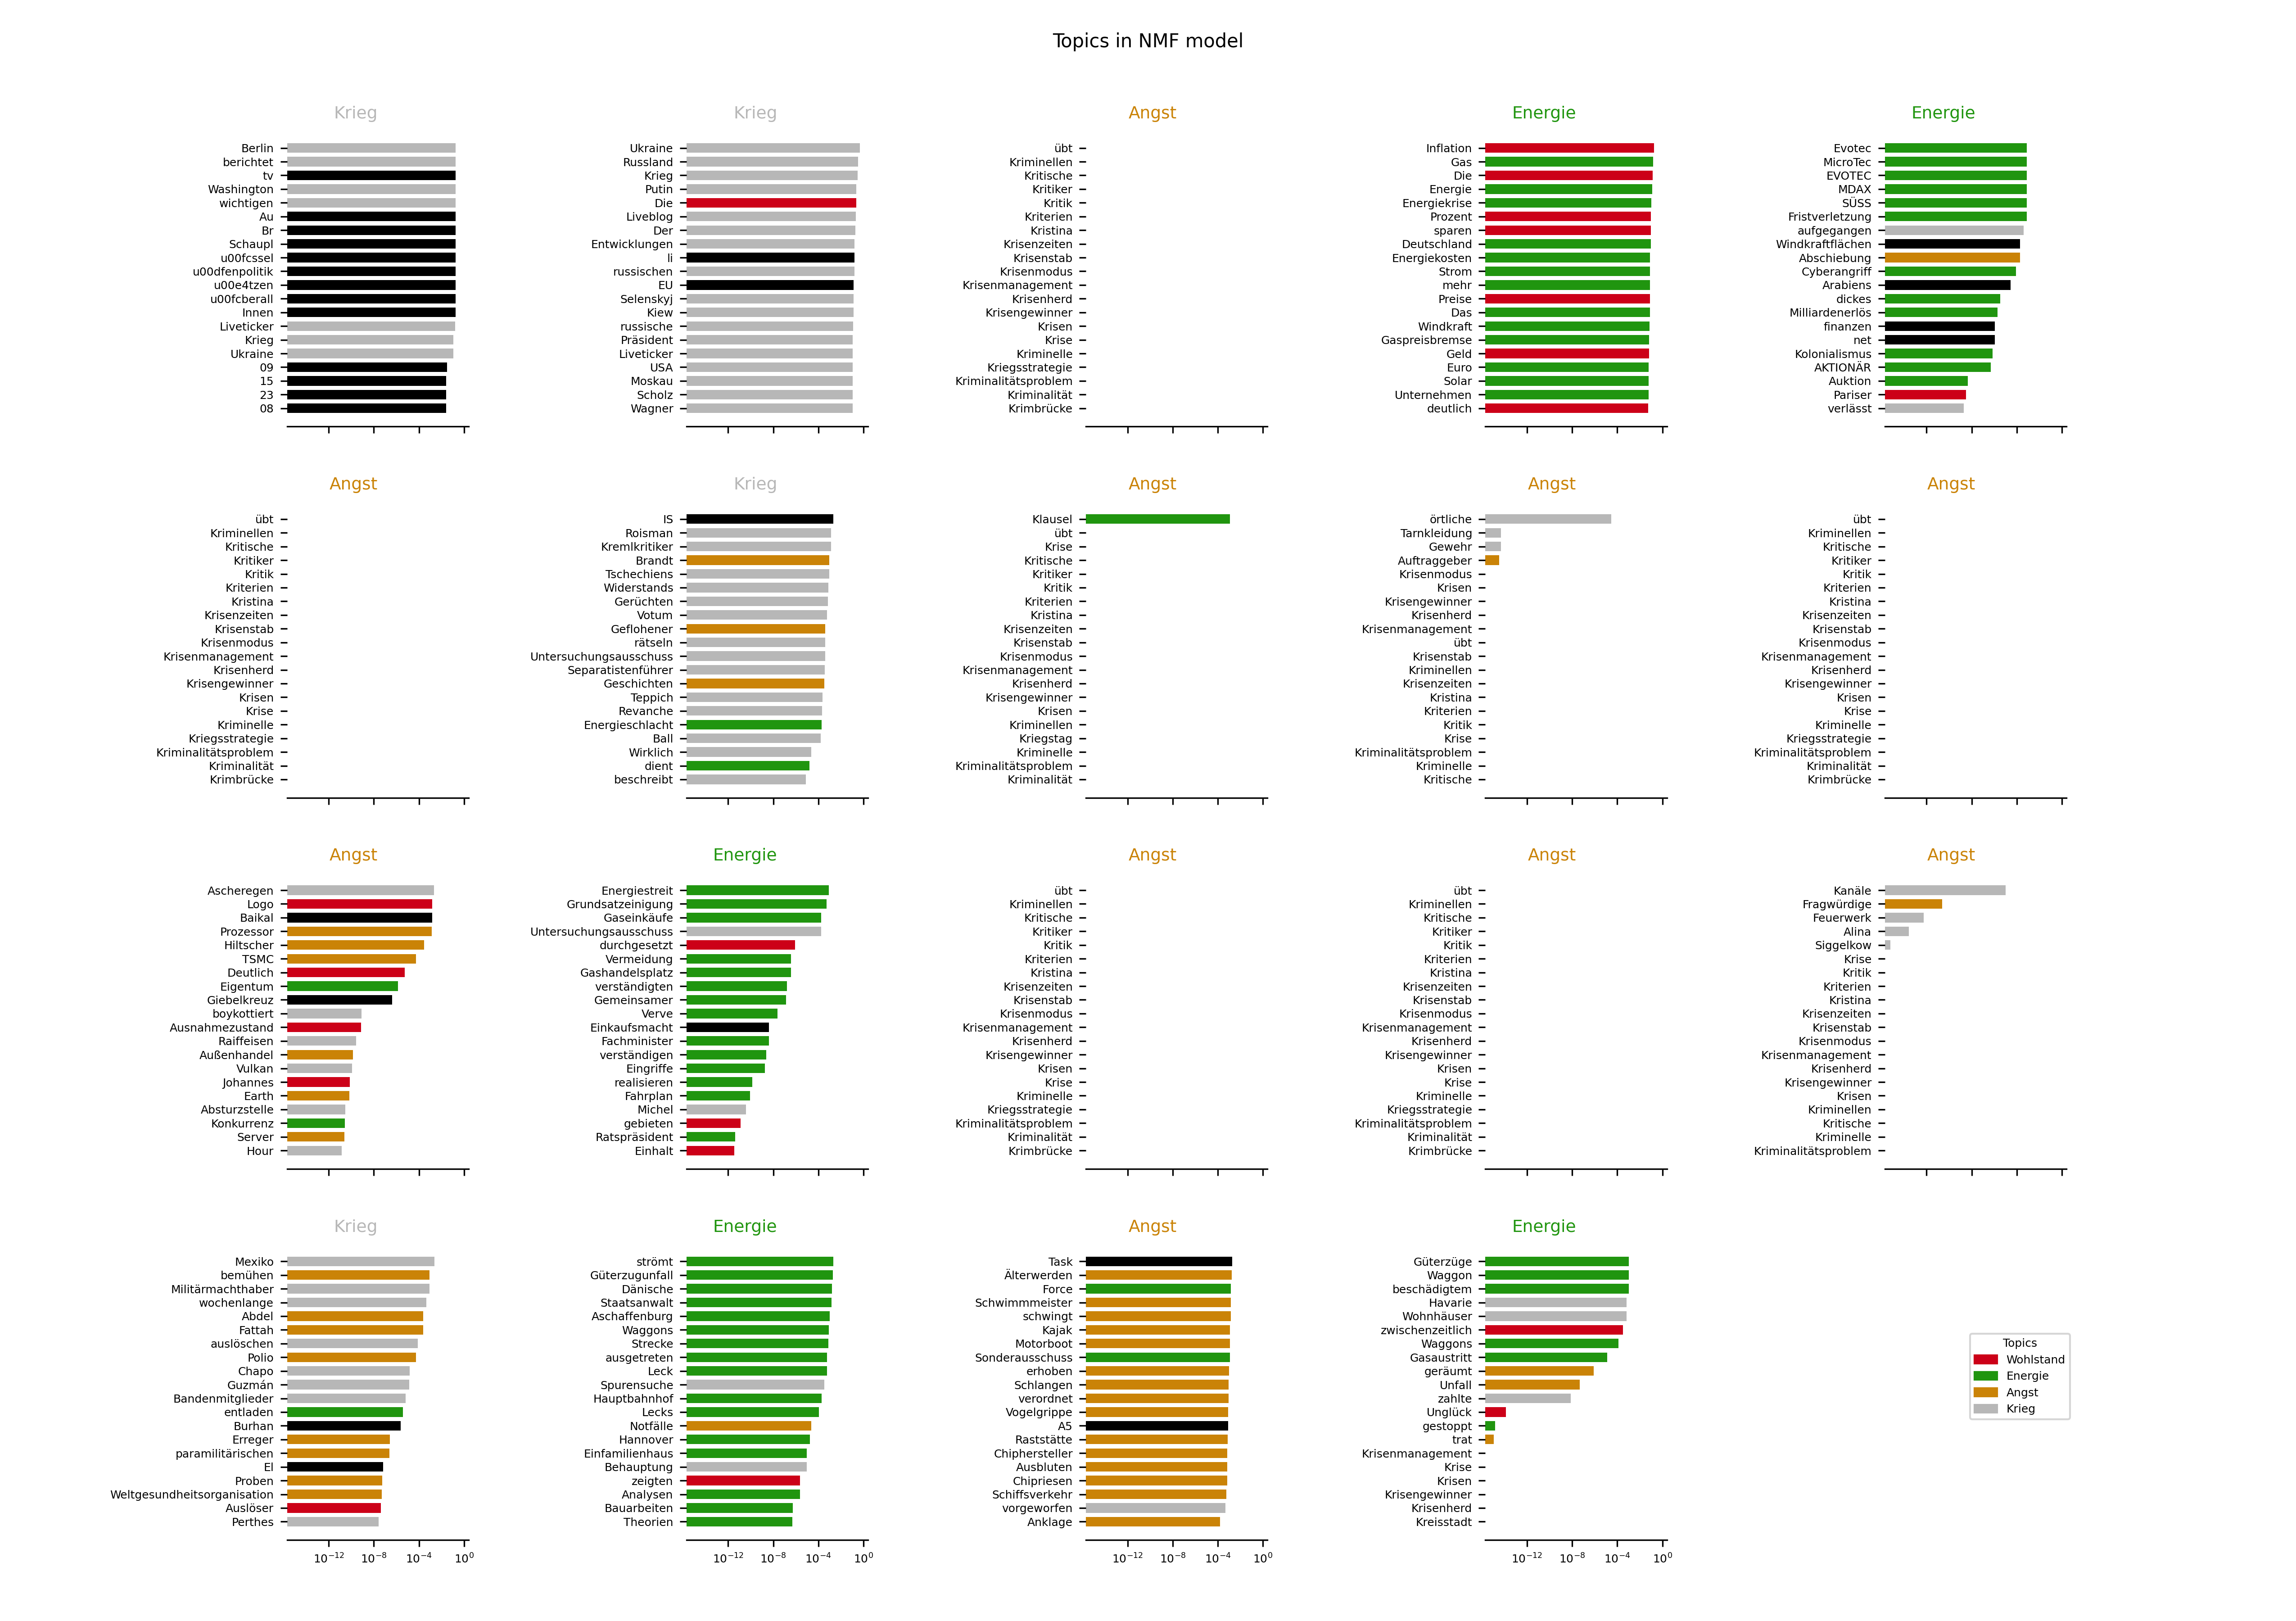 Topics in NMF model
Krieg
Berlin
berichtet
tv
Washington
wichtigen
Au
Br
Schaupl
u00fcssel
u00dfenpolitik
u00e4tzen
u00fcberall
Innen
Liveticker
Krieg
Ukraine
09
15
23
08
Krieg
Ukraine
Russland
Krieg
Putin
Die
Liveblog
Der
Entwicklungen
li
russischen
EU
Selenskyj
Kiew
russische
Präsident
Liveticker
USA
Moskau
Scholz
Wagner
Angst
übt
Kriminellen
Kritische
Kritiker
Kritik
Kriterien
Kristina
Krisenzeiten
Krisenstab
Krisenmodus
Krisenmanagement
Krisenherd
Krisengewinner
Krisen
Krise
Kriminelle
Kriegsstrategie
Kriminalitätsproblem
Kriminalität
Krimbrücke
Energie
Inflation
Gas
Die
Energie
Energiekrise
Prozent
sparen
Deutschland
Energiekosten
Strom
mehr
Preise
Das
Windkraft
Gaspreisbremse
Geld
Euro
Solar
Unternehmen
deutlich
Energie
Evotec
MicroTec
EVOTEC
MDAX
SÜSS
Fristverletzung
aufgegangen
Windkraftflächen
Abschiebung
Cyberangriff
Arabiens
dickes
Milliardenerlös
finanzen
net
Kolonialismus
AKTIONÄR
Auktion
Pariser
verlässt
Angst
übt
Kriminellen
Kritische
Kritiker
Kritik
Kriterien
Kristina
Krisenzeiten
Krisenstab
Krisenmodus
Krisenmanagement
Krisenherd
Krisengewinner
Krisen
Krise
Kriminelle
Kriegsstrategie
Kriminalitätsproblem
Kriminalität
Krimbrücke
Krieg
IS
Roisman
Kremlkritiker
Brandt
Tschechiens
Widerstands
Gerüchten
Votum
Geflohener
rätseln
Untersuchungsausschuss
Separatistenführer
Geschichten
Teppich
Revanche
Energieschlacht
Ball
Wirklich
dient
beschreibt
Angst
Klausel
übt
Krise
Kritische
Kritiker
Kritik
Kriterien
Kristina
Krisenzeiten
Krisenstab
Krisenmodus
Krisenmanagement
Krisenherd
Krisengewinner
Krisen
Kriminellen
Kriegstag
Kriminelle
Kriminalitätsproblem
Kriminalität
Angst
örtliche
Tarnkleidung
Gewehr
Auftraggeber
Krisenmodus
Krisen
Krisengewinner
Krisenherd
Krisenmanagement
übt
Krisenstab
Kriminellen
Krisenzeiten
Kristina
Kriterien
Kritik
Krise
Kriminalitätsproblem
Kriminelle
Kritische
Angst
übt
Kriminellen
Kritische
Kritiker
Kritik
Kriterien
Kristina
Krisenzeiten
Krisenstab
Krisenmodus
Krisenmanagement
Krisenherd
Krisengewinner
Krisen
Krise
Kriminelle
Kriegsstrategie
Kriminalitätsproblem
Kriminalität
Krimbrücke
Angst
Ascheregen
Logo
Baikal
Prozessor
Hiltscher
TSMC
Deutlich
Eigentum
Giebelkreuz
boykottiert
Ausnahmezustand
Raiffeisen
Außenhandel
Vulkan
Johannes
Earth
Absturzstelle
Konkurrenz
Server
Hour
Energie
Energiestreit
Grundsatzeinigung
Gaseinkäufe
Untersuchungsausschuss
durchgesetzt
Vermeidung
Gashandelsplatz
verständigten
Gemeinsamer
Verve
Einkaufsmacht
Fachminister
verständigen
Eingriffe
realisieren
Fahrplan
Michel
gebieten
Ratspräsident
Einhalt
Angst
übt
Kriminellen
Kritische
Kritiker
Kritik
Kriterien
Kristina
Krisenzeiten
Krisenstab
Krisenmodus
Krisenmanagement
Krisenherd
Krisengewinner
Krisen
Krise
Kriminelle
Kriegsstrategie
Kriminalitätsproblem
Kriminalität
Krimbrücke
Angst
übt
Kriminellen
Kritische
Kritiker
Kritik
Kriterien
Kristina
Krisenzeiten
Krisenstab
Krisenmodus
Krisenmanagement
Krisenherd
Krisengewinner
Krisen
Krise
Kriminelle
Kriegsstrategie
Kriminalitätsproblem
Kriminalität
Krimbrücke
Angst
Kanäle
Fragwürdige
Feuerwerk
Alina
Siggelkow
Krise
Kritik
Kriterien
Kristina
Krisenzeiten
Krisenstab
Krisenmodus
Krisenmanagement
Krisenherd
Krisengewinner
Krisen
Kriminellen
Kritische
Kriminelle
Kriminalitätsproblem
Krieg
Mexiko
bemühen
Militärmachthaber
wochenlange
Abdel
Fattah
auslöschen
Polio
Chapo
Guzmán
Bandenmitglieder
entladen
Burhan
Erreger
paramilitärischen
El
Proben
Weltgesundheitsorganisation
Auslöser
Perthes
10⁻¹² 10⁻⁸ 10⁻⁴ 10⁰
Energie
strömt
Güterzugunfall
Dänische
Staatsanwalt
Aschaffenburg
Waggons
Strecke
ausgetreten
Leck
Spurensuche
Hauptbahnhof
Lecks
Notfälle
Hannover
Einfamilienhaus
Behauptung
zeigten
Analysen
Bauarbeiten
Theorien
10⁻¹² 10⁻⁸ 10⁻⁴ 10⁰
Angst
Task
Älterwerden
Force
Schwimmmeister
schwingt
Kajak
Motorboot
Sonderausschuss
erhoben
Schlangen
verordnet
Vogelgrippe
A5
Raststätte
Chiphersteller
Ausbluten
Chipriesen
Schiffsverkehr
vorgeworfen
Anklage
10⁻¹² 10⁻⁸ 10⁻⁴ 10⁰
Energie
Güterzüge
Waggon
beschädigtem
Havarie
Wohnhäuser
zwischenzeitlich
Waggons
Gasaustritt
geräumt
Unfall
zahlte
Unglück
gestoppt
trat
Krisenmanagement
Krise
Krisen
Krisengewinner
Krisenherd
Kreisstadt
10⁻¹² 10⁻⁸ 10⁻⁴ 10⁰
Topics
Wohlstand
Energie
Angst
Krieg